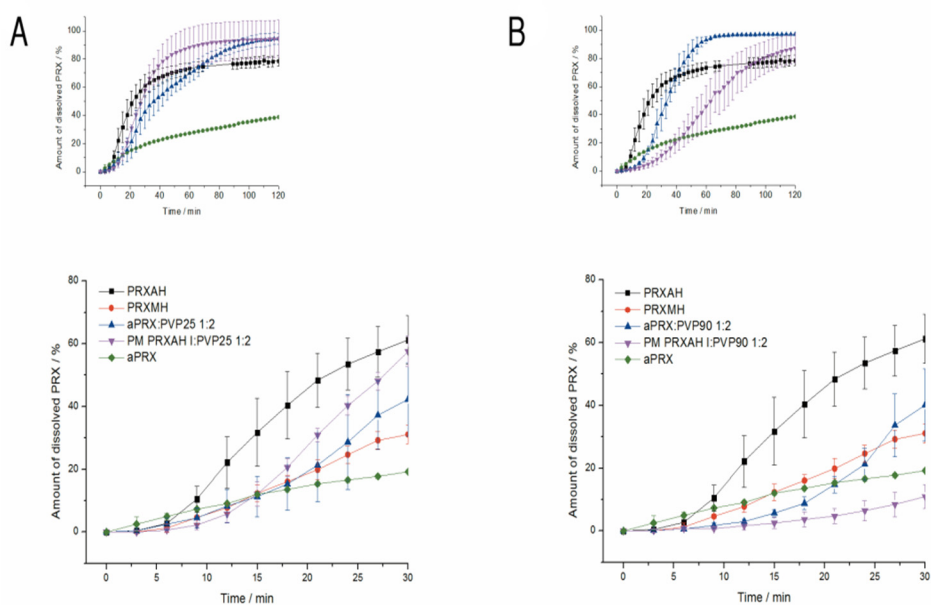 A
Amount of dissolved PRX / %
100
80
60
40
20
0
0 20 40 60 80 100 120
Time / min
B
Amount of dissolved PRX / %
100
80
60
40
20
0
0 20 40 60 80 100 120
Time / min
Amount of dissolved PRX / %
80
60
40
20
0
PRXAH
PRXMH
aPRX:PVP25 1:2
PM PRXAH I:PVP25 1:2
aPRX
0 5 10 15 20 25 30
Time / min
Amount of dissolved PRX / %
80
60
40
20
0
PRXAH
PRXMH
aPRX:PVP90 1:2
PM PRXAH I:PVP90 1:2
aPRX
0 5 10 15 20 25 30
Time / min